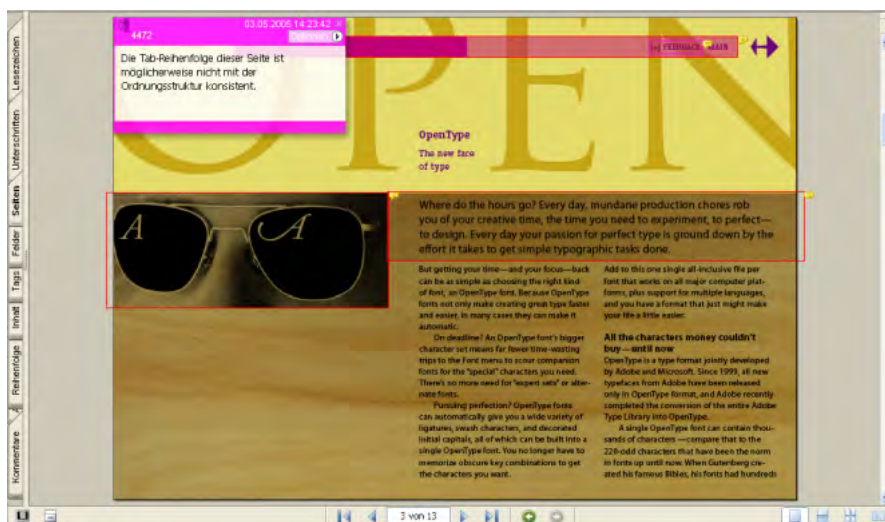 03.05.2005 14:23:42
4472
Optionen
Die Tab-Reihenfolge dieser Seite ist
möglicherweise nicht mit der
Ordnungsstruktur konsistent.
OPEN
FEEDBACK
MAIN
OpenType
The new face
of type
A A
Where do the hours go? Every day, mundane production chores rob
you of your creative time, the time you need to experiment, to perfect—
to design. Every day your passion for perfect type is ground down by the
effort it takes to get simple typographic tasks done.
But getting your time—and your focus—back
can be as simple as choosing the right kind
of font; an OpenType font. Because OpenType
fonts not only make creating great type faster
and easier, in many cases they can make it
automatic.
On deadline? An OpenType font's bigger
character set means far fewer time-wasting
trips to the Font menu to scour companion
fonts for the "special" characters you need.
There's no more need for "expert sets" or alter-
nate fonts.
Pursuing perfection? OpenType fonts
can automatically give you a wide variety of
ligatures, swash characters, and decorated
initial capitals, all of which can be built into a
single OpenType font. You no longer have to
memorize obscure key combinations to get
the characters you want.
Add to this one single all-inclusive file per
font that works on all major computer plat-
forms, plus support for multiple languages,
and you have a format that just might make
your life a little easier.
All the characters money couldn't
buy—until now
OpenType is a type format jointly developed
by Adobe and Microsoft. Since 1999, all new
typefaces from Adobe have been released
only in OpenType format, and Adobe recently
completed the conversion of the entire Adobe
Type Library into OpenType.
A single OpenType font can contain thou-
sands of characters —compare that to the
228-odd characters that have been the norm
in fonts up until now. When Gutenberg cre-
ated his famous Bibles, his fonts had hundreds
Lesezeichen
Unterschriften
Seiten
Felder
Tags
Inhalt
Reihenfolge
Kommentare
3 von 13